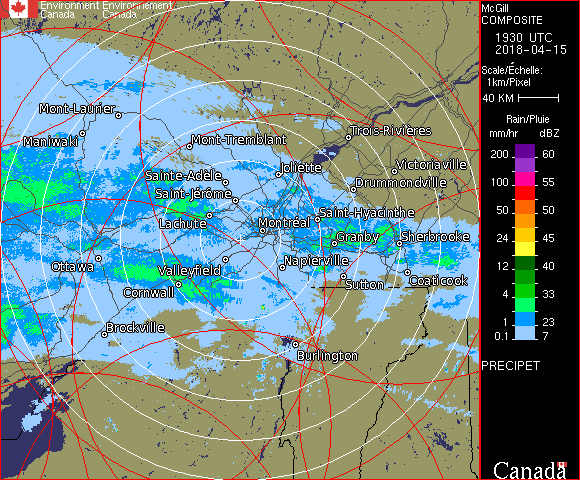 Environment Environnement
Canada Canada
McGill
COMPOSITE
1930 UTC
2018-04-15
Scale/Échelle:
1km/Pixel
40 KM
Rain/Pluie
mm/hr dBZ
200 60
100 55
50 50
24 45
12 40
4 33
1 23
0.1 7
PRECIPET
Canada
Mont-Laurier
Maniwaki
Mont-Tremblant
Trois-Rivières
Sainte-Adèle
Joliette
Victoriaville
Saint-Jérôme
Drummondville
Lachute
Montréal
Saint-Hyacinthe
Granby
Sherbrooke
Ottawa
Valleyfield
Napierville
Cornwall
Sutton
Coaticook
Brockville
Burlington